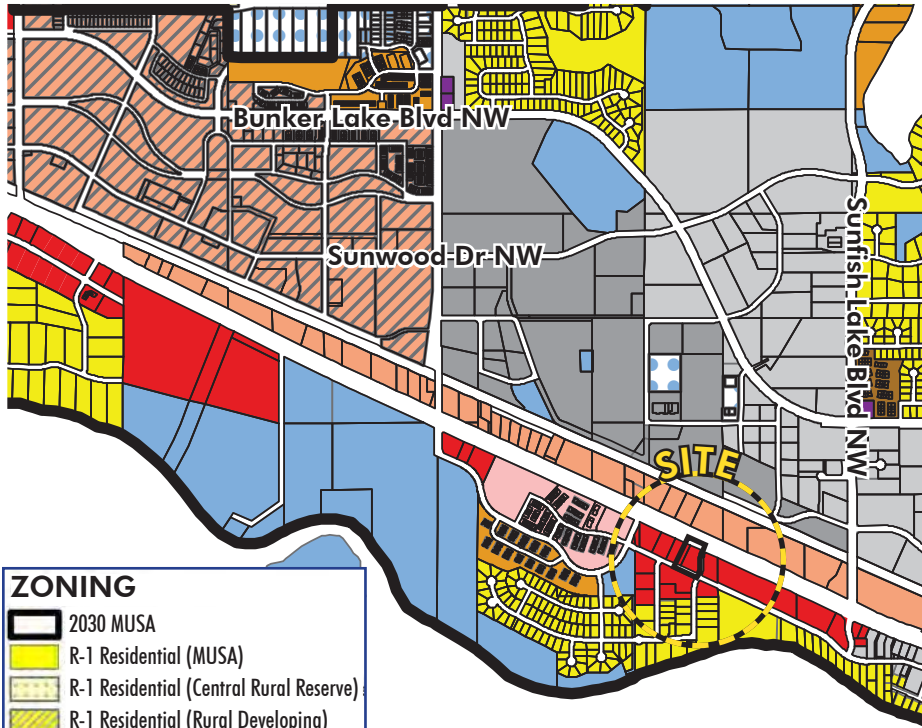 Bunker Lake Blvd NW
Sunwood Dr NW
Sunfish Lake Blvd NW
SITE
ZONING
2030 MUSA
R-1 Residential (MUSA)
R-1 Residential (Central Rural Reserve)
R-1 Residential (Rural Developing)